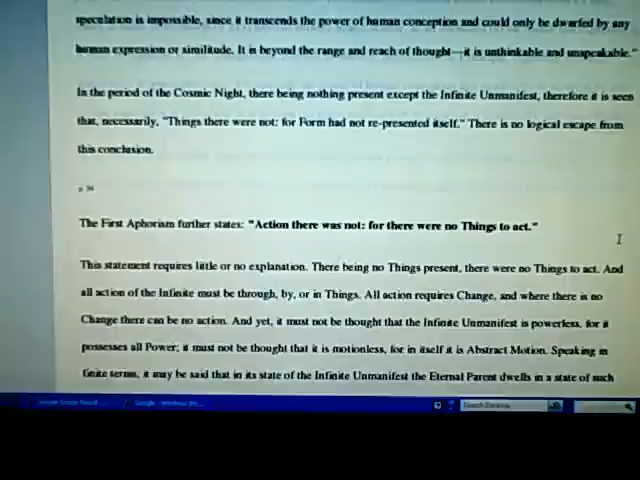 speculation is impossible, since it transcends the power of human conception and could only be dwarfed by any
human expression or similitude. It is beyond the range and reach of thought—it is unthinkable and unspeakable."
In the period of the Cosmic Night, there being nothing present except the Infinite Unmanifest, therefore it is seen
that, necessarily, "Things there were not: for Form had not re-presented itself." There is no logical escape from
this conclusion.
The First Aphorism further states: "Action there was not: for there were no Things to act."
This statement requires little or no explanation. There being no Things present, there were no Things to act. And
all action of the Infinite must be through, by, or in Things. All action requires Change, and where there is no
Change there can be no action. And yet, it must not be thought that the Infinite Unmanifest is powerless, for it
possesses all Power; it must not be thought that it is motionless, for in itself it is Abstract Motion. Speaking in
finite terms, it may be said that in its state of the Infinite Unmanifest the Eternal Parent dwells in a state of such
Google - Windows
Search Desktop